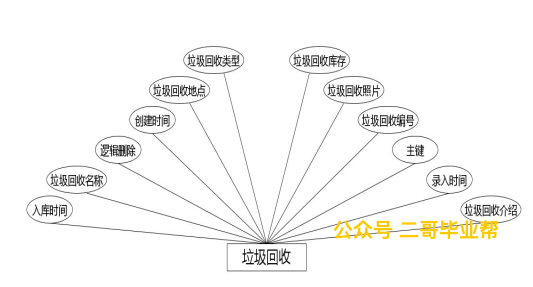 垃圾回收类型
垃圾回收库存
垃圾回收地点
垃圾回收照片
创建时间
垃圾回收编号
逻辑删除
主键
垃圾回收名称
录入时间
入库时间
垃圾回收介绍
公众号 二哥毕业帮
垃圾回收